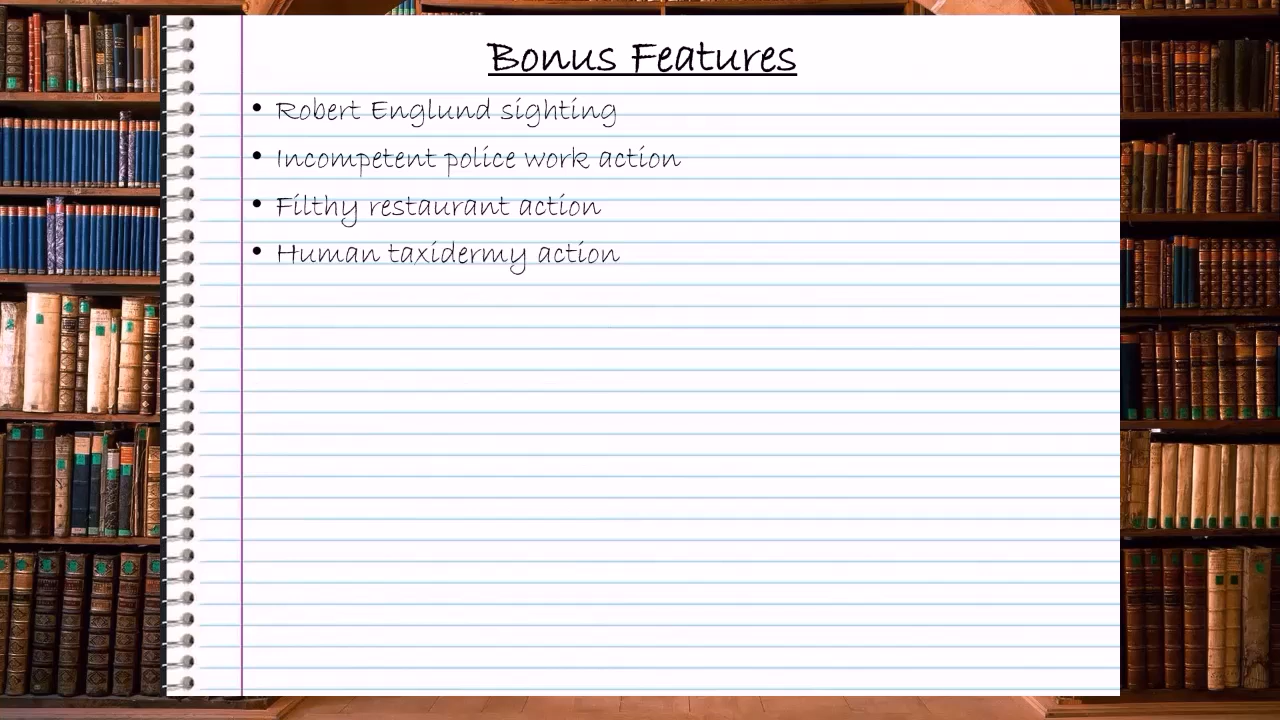 Bonus Features
• Robert Englund sighting
• Incompetent police work action
• Filthy restaurant action
• Human taxidermy action